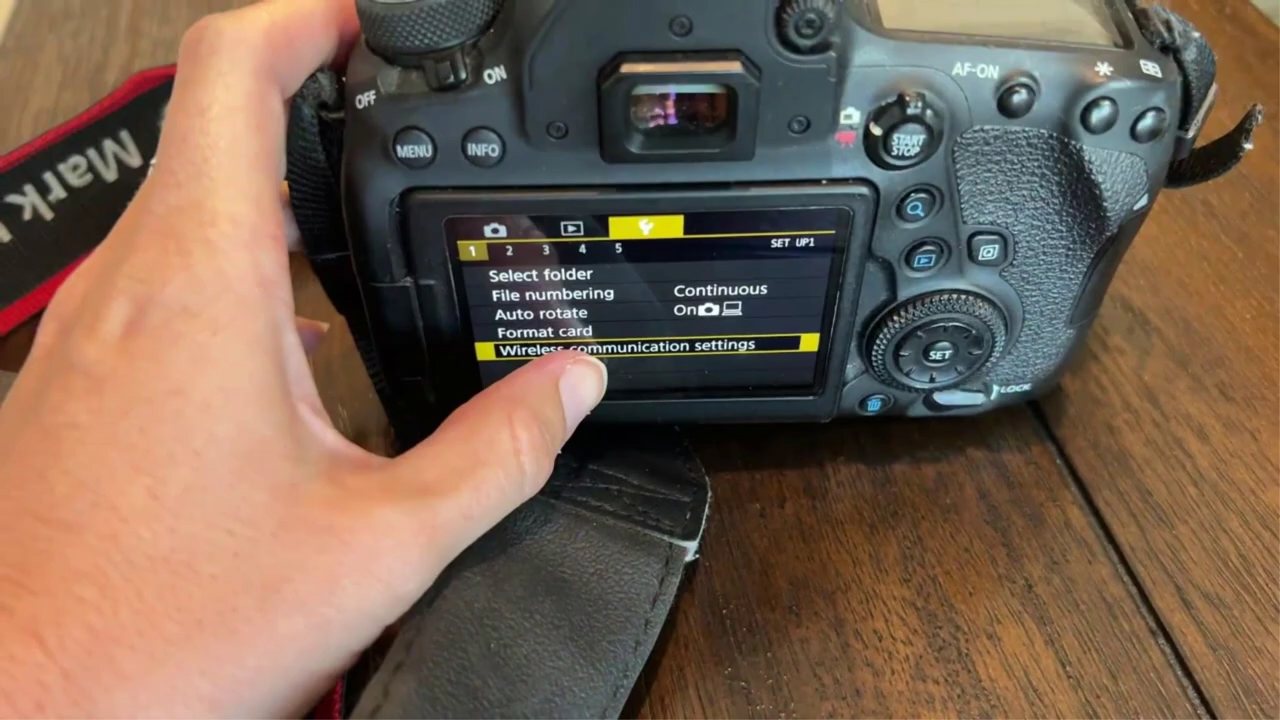 OFF
ON
MENU
INFO
AF-ON
START
STOP
Mark
1 2 3 4 5
SET UP1
Select folder
File numbering Continuous
Auto rotate On
Format card
Wireless communication settings
Q
SET
LOCK